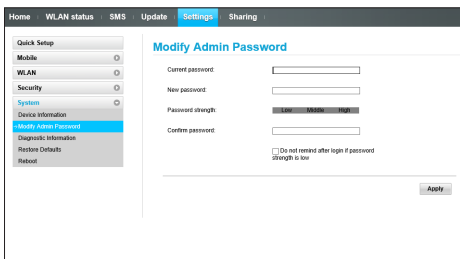 Home WLAN status SMS Update Settings Sharing
Quick Setup
Mobile
WLAN
Security
System
Device Information
Modify Admin Password
Diagnostic Information
Restore Defaults
Reboot
Modify Admin Password
Current password:
New password:
Password strength: Low Middle High
Confirm password:
Do not remind after login if password
strength is low
Apply